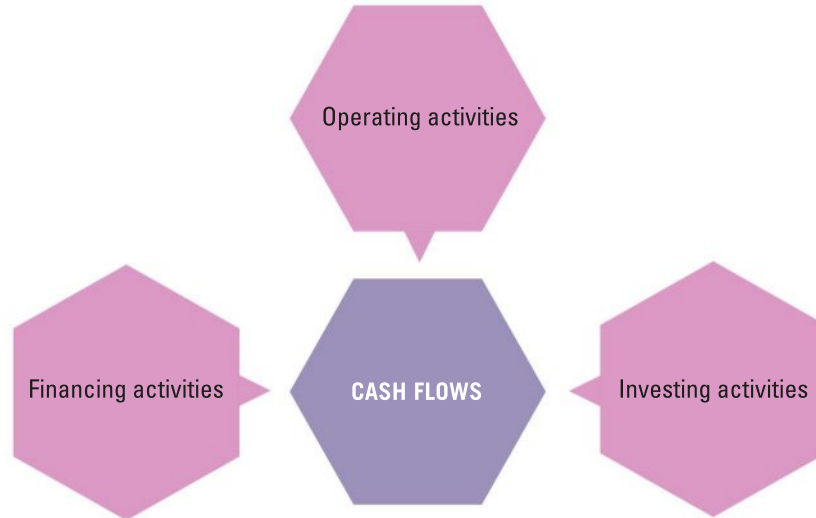 Operating activities
Financing activities
CASH FLOWS
Investing activities